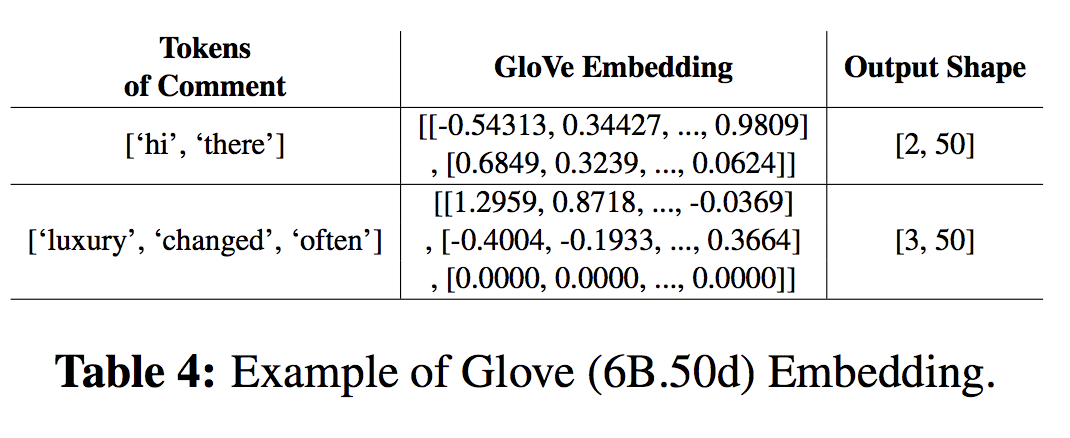 Tokens
of Comment
GloVe Embedding
Output Shape
[‘hi’, ‘there’]
[[-0.54313, 0.34427, ..., 0.9809]
, [0.6849, 0.3239, ..., 0.0624]]
[2, 50]
[‘luxury’, ‘changed’, ‘often’]
[[1.2959, 0.8718, ..., -0.0369]
, [-0.4004, -0.1933, ..., 0.3664]
, [0.0000, 0.0000, ..., 0.0000]]
[3, 50]
Table 4: Example of Glove (6B.50d) Embedding.